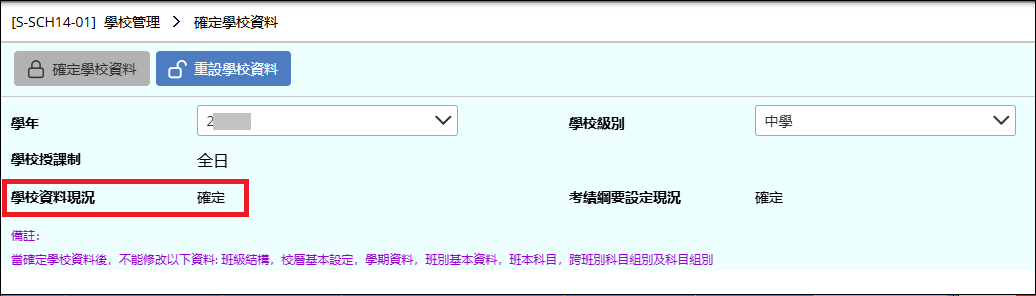 [S-SCH14-01] 學校管理 > 確定學校資料
確定學校資料 重設學校資料
學年 2 學校級別 中學
學校授課制 全日
學校資料現況 確定 考績綱要設定現況 確定
備註:
當確定學校資料後，不能修改以下資料: 班級結構，校曆基本設定，學期資料，班別基本資料，班本科目，跨班別科目組別及科目組別